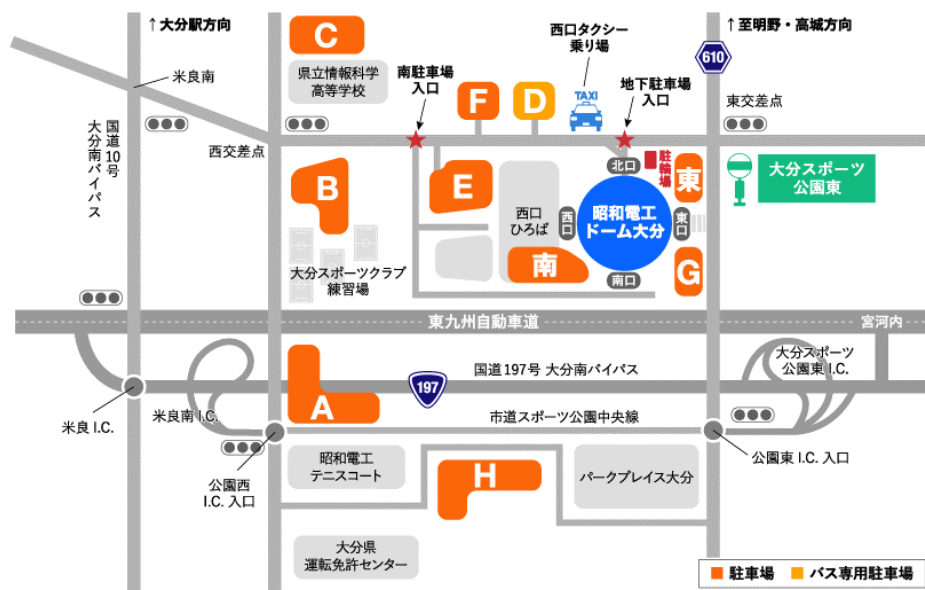 ↑大分駅方向
C
西口タクシー
乗り場
↑至明野・高城方向
610
米良南
県立情報科学
高等学校
南駐車場
入口
F
D
TAXI
地下駐車場
入口
東交差点
国道10号
大分南バイパス
西交差点
B
E
西口
ひろば
北口
駐輪場
東
大分スポーツ
公園東
西口
昭和電工
ドーム大分
東口
大分スポーツクラブ
練習場
南
南口
G
東九州自動車道
宮河内
国道197号 大分南バイパス
197
大分スポーツ
公園東 I.C.
米良 I.C.
米良南 I.C.
A
市道スポーツ公園中央線
公園西
I.C. 入口
昭和電工
テニスコート
H
パークプレイス大分
公園東 I.C. 入口
大分県
運転免許センター
駐車場
バス専用駐車場